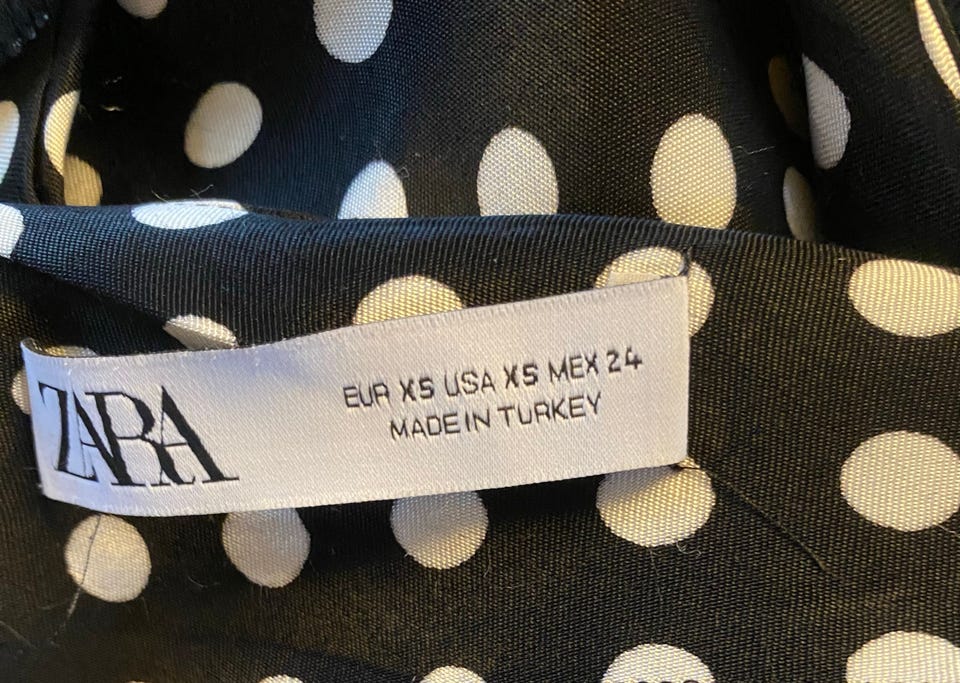 ZARA
EUR XS USA XS MEX 24
MADE IN TURKEY